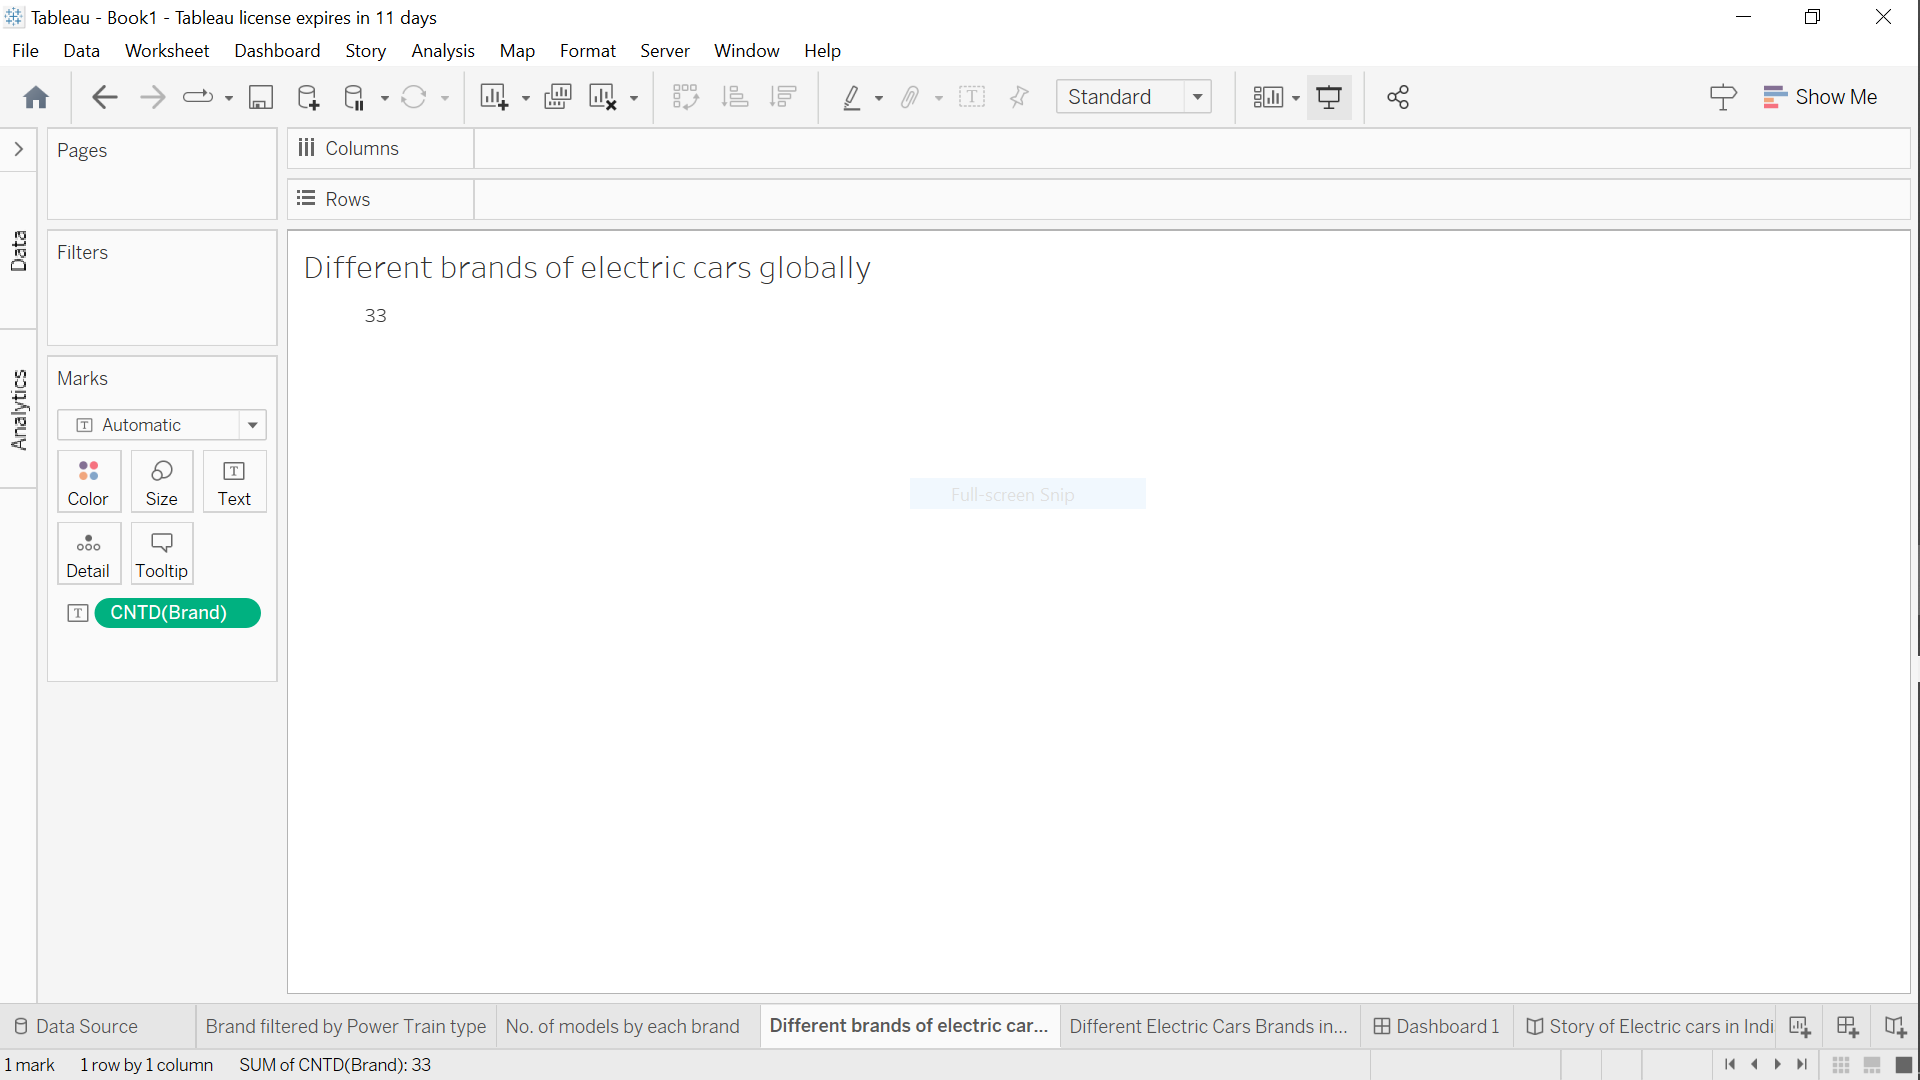 Tableau - Book1 - Tableau license expires in 11 days
File Data Worksheet Dashboard Story Analysis Map Format Server Window Help
Standard
Show Me
Pages
Columns
Rows
Data
Filters
Different brands of electric cars globally
33
Analytics
Marks
Automatic
Color Size Text
Full-screen Snip
Detail Tooltip
CNTD(Brand)
Data Source Brand filtered by Power Train type No. of models by each brand Different brands of electric car... Different Electric Cars Brands in... Dashboard 1 Story of Electric cars in Indi
1 mark 1 row by 1 column SUM of CNTD(Brand): 33